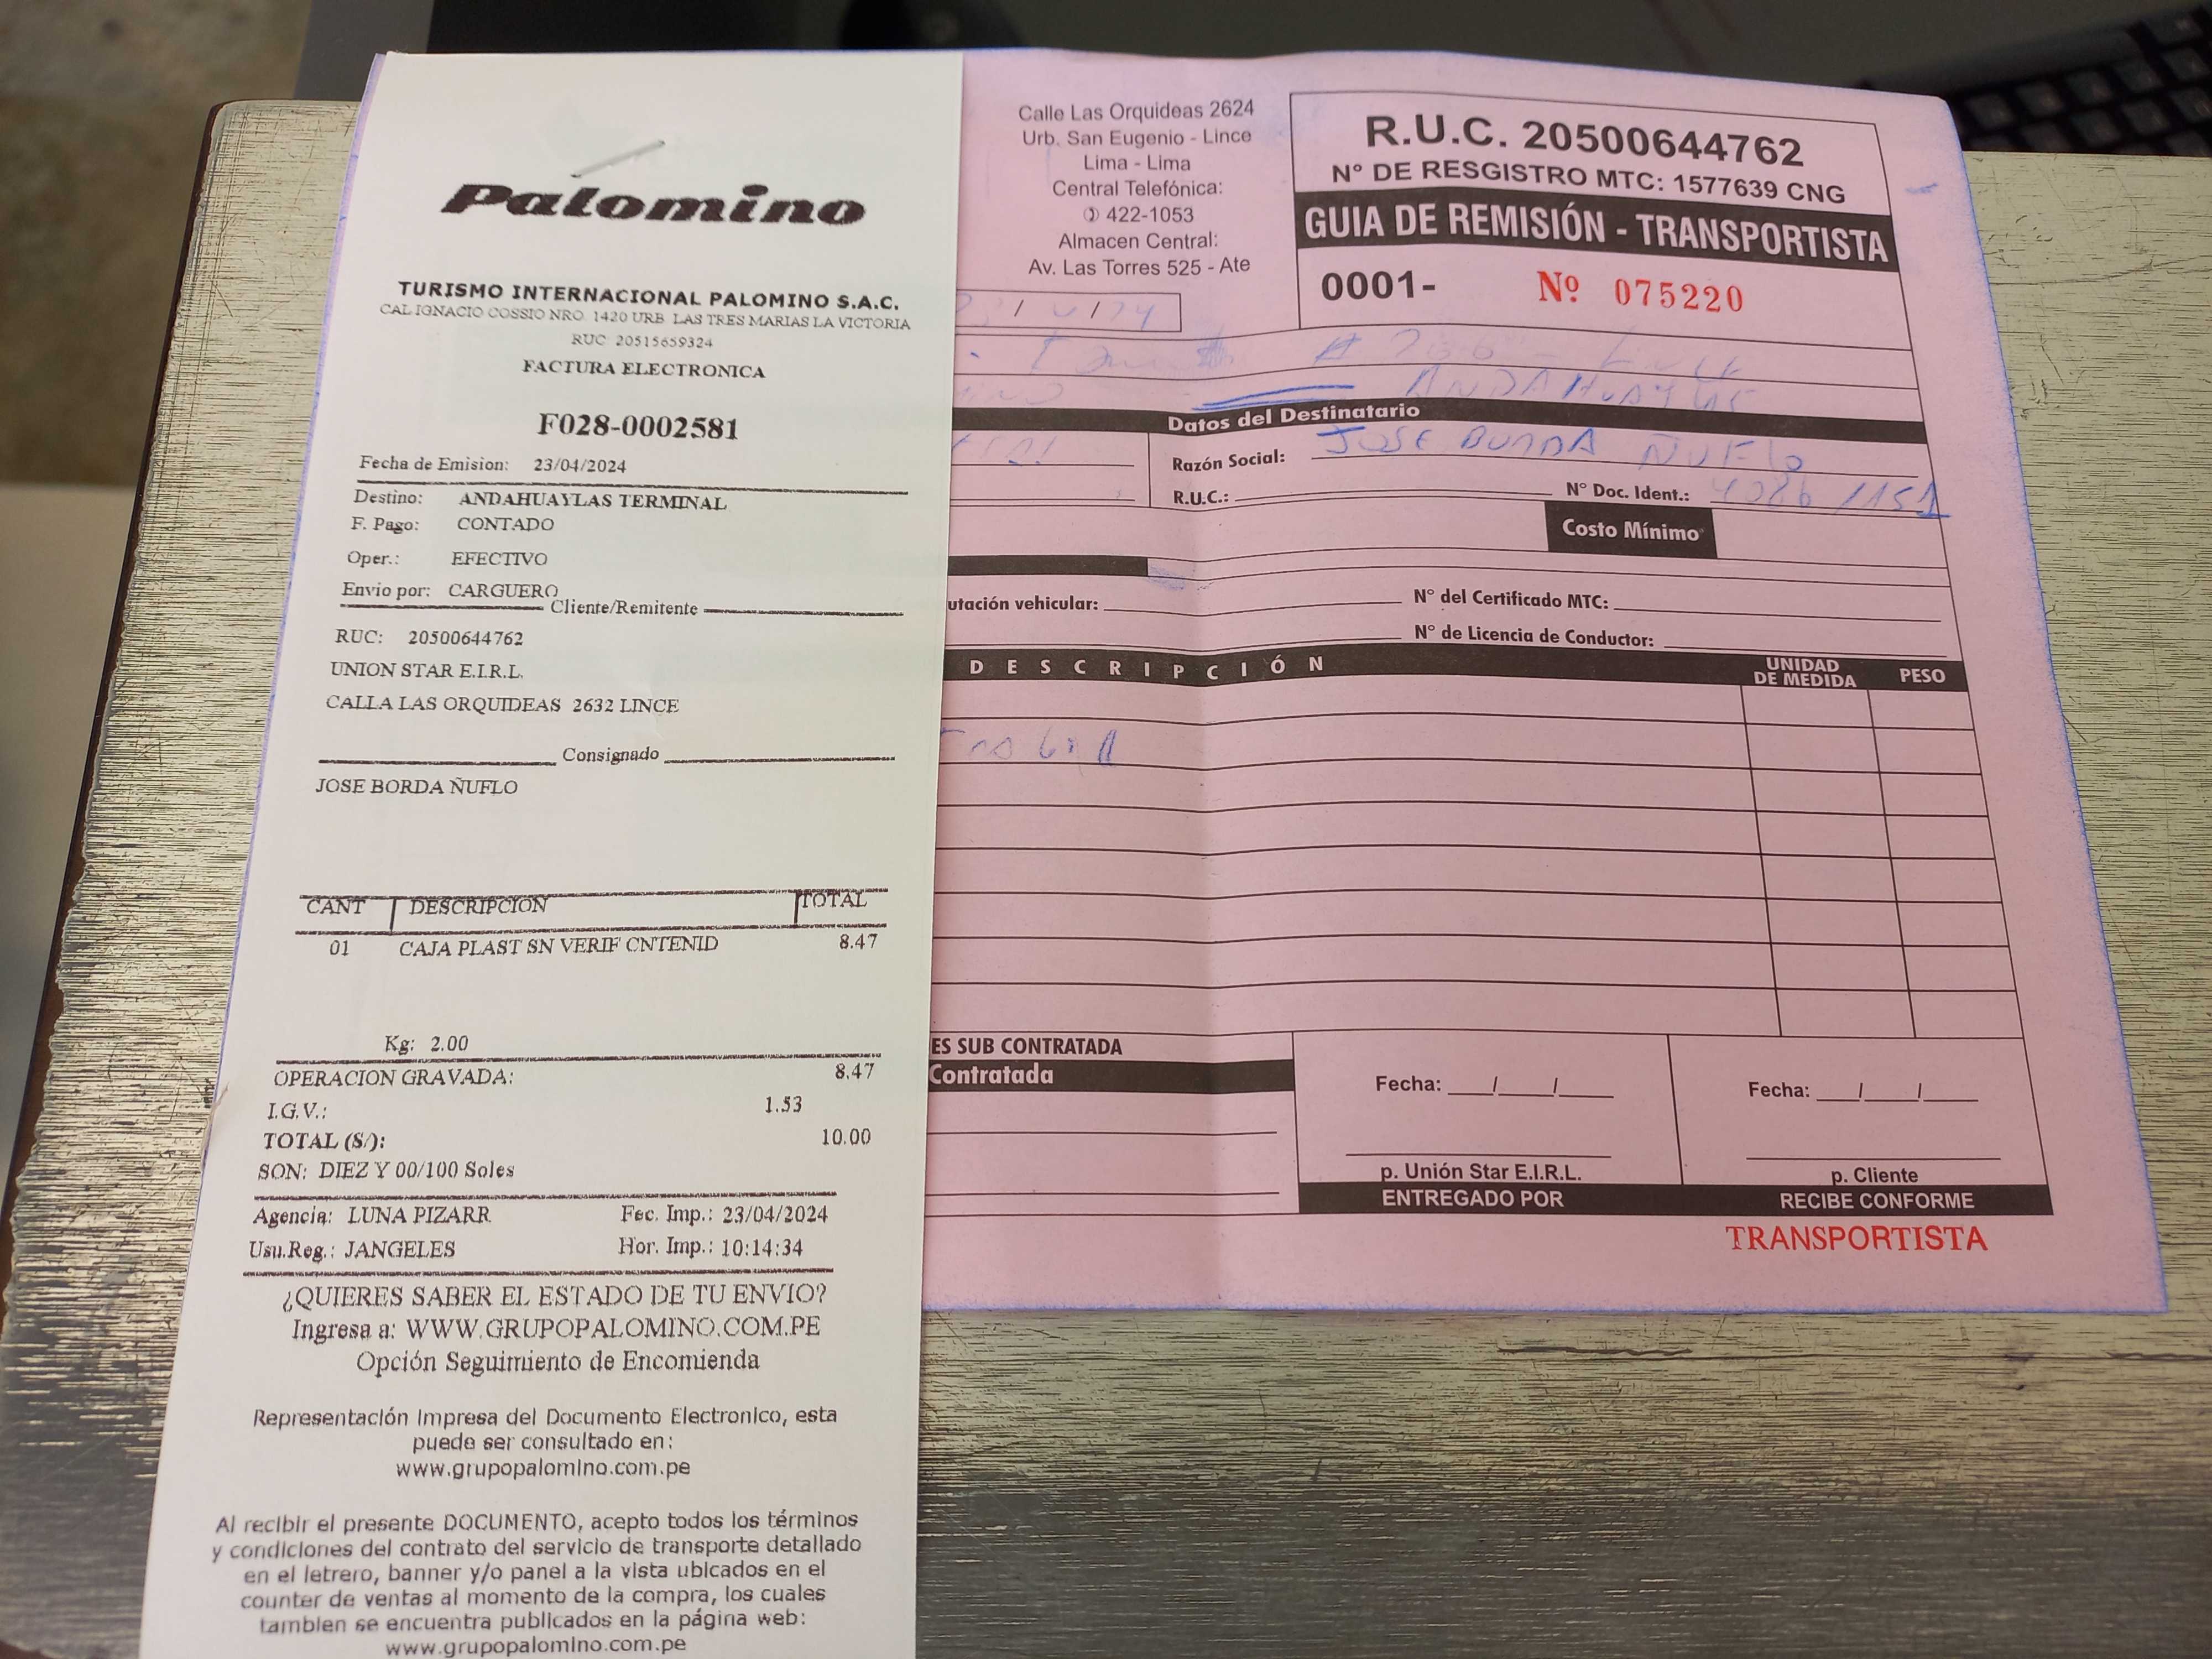 Palomino
TURISMO INTERNACIONAL PALOMINO S.A.C.
CAL IGNACIO COSSIO NRO. 1420 URB. LAS TRES MARIAS LA VICTORIA
RUC 20515659324
FACTURA ELECTRONICA
F028-0002581
Fecha de Emision: 23/04/2024
Destino: ANDAHUAYLAS TERMINAL
F. Pago: CONTADO
Oper.: EFECTIVO
Envio por: CARGUERO
Cliente/Remitente
RUC: 20500644762
UNION STAR E.I.R.L.
CALLA LAS ORQUIDEAS 2632 LINCE
Consignado
JOSE BORDA ÑUFLO
CANT DESCRIPCION TOTAL
01 CAJA PLAST SN VERIF CNTENID 8.47
Kg: 2.00
OPERACION GRAVADA: 8.47
I.G.V.: 1.53
TOTAL (S/): 10.00
SON: DIEZ Y 00/100 Soles
Agencia: LUNA PIZARR Fec. Imp.: 23/04/2024
Usu.Reg.: JANGELES Hor. Imp.: 10:14:34
¿QUIERES SABER EL ESTADO DE TU ENVIO?
Ingresa a: WWW.GRUPOPALOMINO.COM.PE
Opción Seguimiento de Encomienda
Representación Impresa del Documento Electronico, esta
puede ser consultado en:
www.grupopalomino.com.pe
Al recibir el presente DOCUMENTO, acepto todos los términos
y condiciones del contrato del servicio de transporte detallado
en el letrero, banner y/o panel a la vista ubicados en el
counter de ventas al momento de la compra, los cuales
tambien se encuentra publicados en la página web:
www.grupopalomino.com.pe
Calle Las Orquideas 2624
Urb. San Eugenio - Lince
Lima - Lima
Central Telefónica:
422-1053
Almacen Central:
Av. Las Torres 525 - Ate
R.U.C. 20500644762
N° DE RESGISTRO MTC: 1577639 CNG
GUIA DE REMISIÓN - TRANSPORTISTA
0001- Nº 075220
ANDAHUAYLAS
Datos del Destinatario
Razón Social: JOSE BORDA ÑUFLO
R.U.C.: N° Doc. Ident.:
Costo Mínimo
utación vehicular: N° del Certificado MTC:
N° de Licencia de Conductor:
DESCRIPCIÓN UNIDAD DE MEDIDA PESO
ES SUB CONTRATADA
Contratada
Fecha: / / Fecha: / /
p. Unión Star E.I.R.L. p. Cliente
ENTREGADO POR RECIBE CONFORME
TRANSPORTISTA